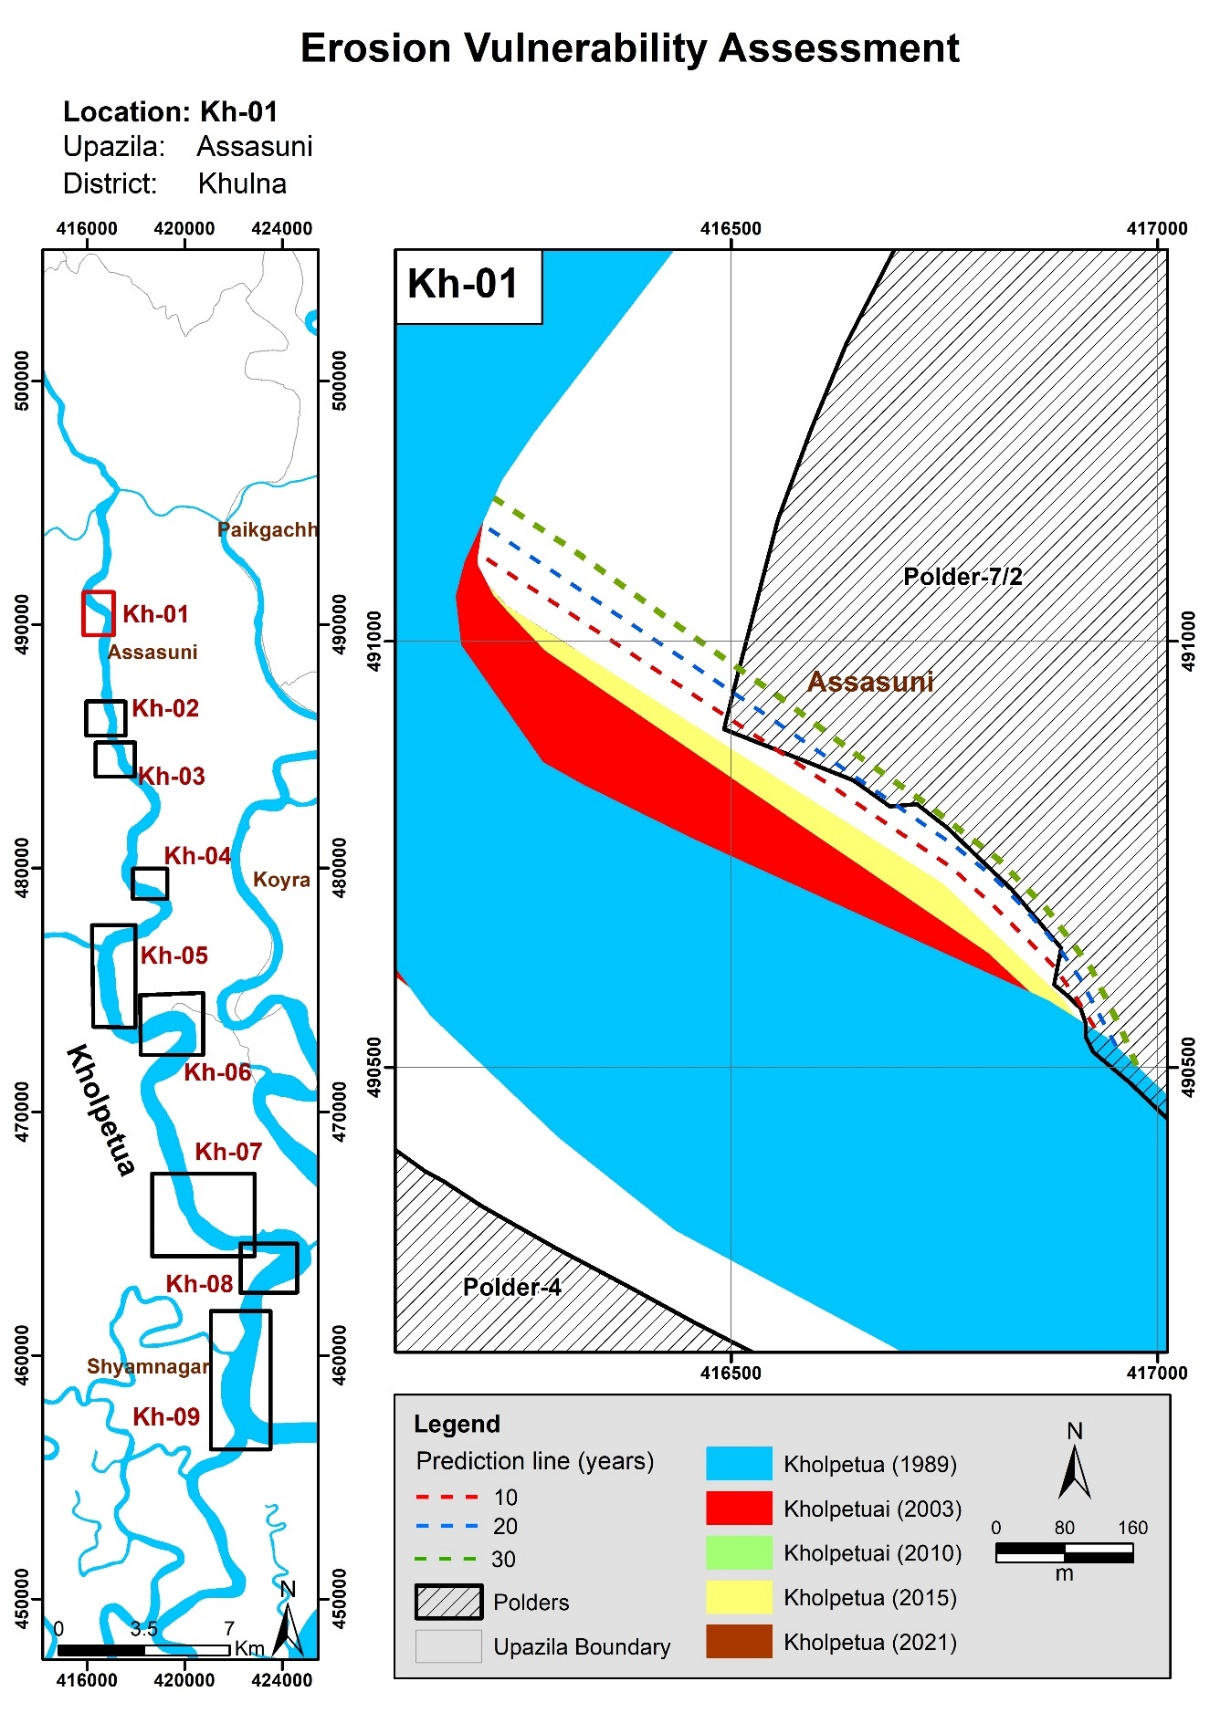 Erosion Vulnerability Assessment
Location: Kh-01
Upazila: Assasuni
District: Khulna
416000 420000 424000
500000
490000
480000
470000
460000
450000
Paikgachh
Kh-01
Assasuni
Kh-02
Kh-03
Kh-04
Koyra
Kh-05
Kh-06
Kholpetua
Kh-07
Kh-08
Shyamnagar
Kh-09
N
0 3.5 7
Km
500000
490000
480000
470000
460000
450000
416000 420000 424000
416500 417000
Kh-01
491000
490500
Polder-7/2
Assasuni
Polder-4
491000
490500
416500 417000
Legend
Prediction line (years)
10
20
30
Polders
Upazila Boundary
Kholpetua (1989)
Kholpetuai (2003)
Kholpetuai (2010)
Kholpetua (2015)
Kholpetua (2021)
N
0 80 160
m